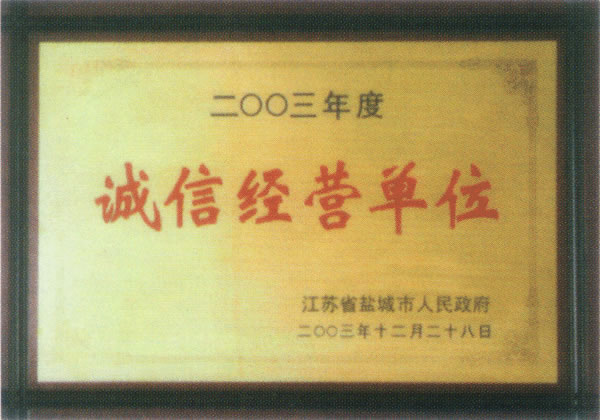 二〇〇三年度
诚信经营单位
江苏省盐城市人民政府
二〇〇三年十二月二十八日